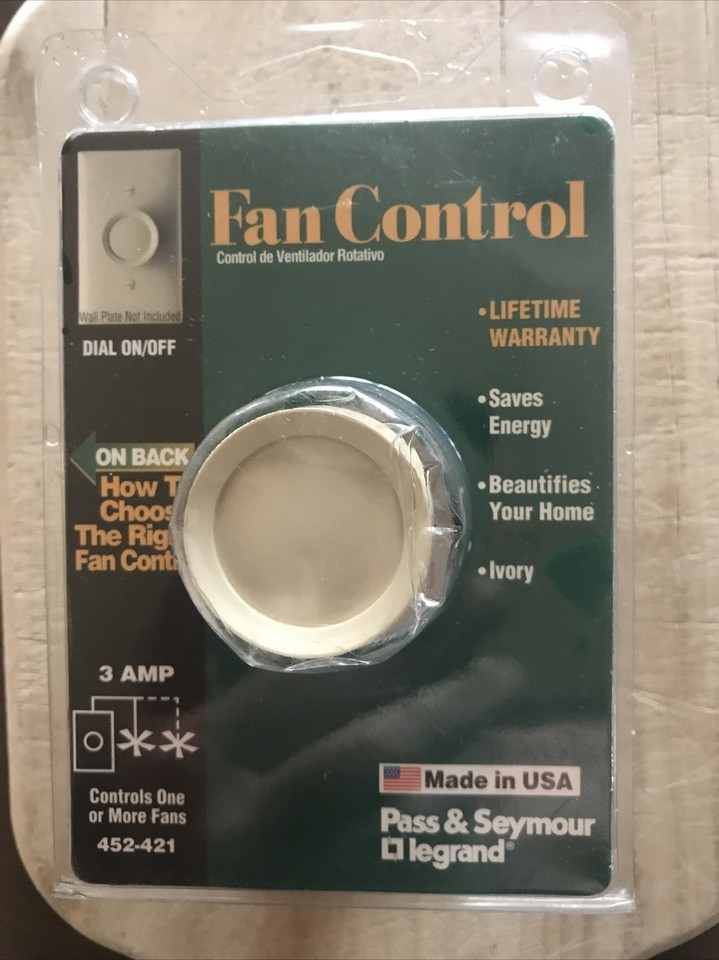 Fan Control
Control de Ventilador Rotativo
Wall Plate Not Included
DIAL ON/OFF
•LIFETIME
WARRANTY
•Saves
Energy
•Beautifies
Your Home
•Ivory
ON BACK
How T
Choos
The Rig
Fan Cont
3 AMP
Controls One
or More Fans
452-421
Made in USA
Pass & Seymour
legrand®